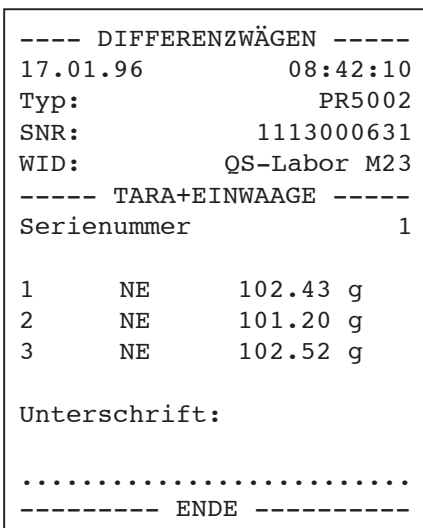 ---- DIFFERENZWÄGEN -----
17.01.96 08:42:10
Typ: PR5002
SNR: 1113000631
WID: QS-Labor M23
----- TARA+EINWAAGE -----
Serienummer 1
1 NE 102.43 g
2 NE 101.20 g
3 NE 102.52 g
Unterschrift:
..........................
--------- ENDE ----------